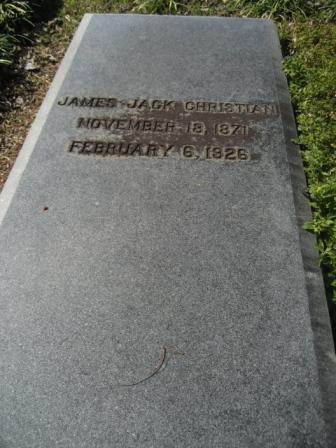 JAMES JACK CHRISTIAN
NOVEMBER 18, 1871
FEBRUARY 6, 1926